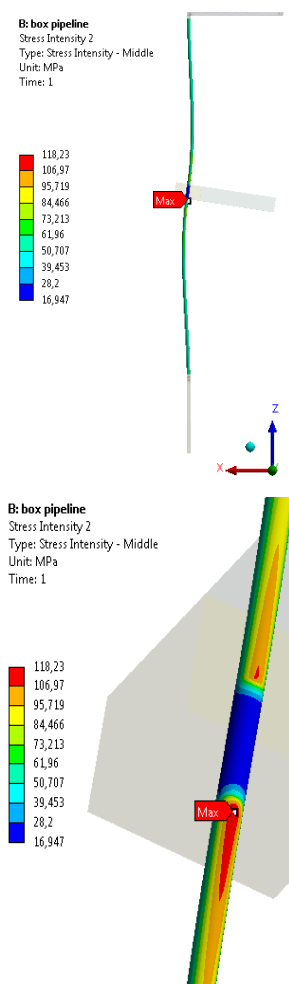 B: box pipeline
Stress Intensity 2
Type: Stress Intensity - Middle
Unit: MPa
Time: 1
118,23
106,97
95,719
84,466
73,213
61,96
50,707
39,453
28,2
16,947
Max
Z
X
B: box pipeline
Stress Intensity 2
Type: Stress Intensity - Middle
Unit: MPa
Time: 1
118,23
106,97
95,719
84,466
73,213
61,96
50,707
39,453
28,2
16,947
Max